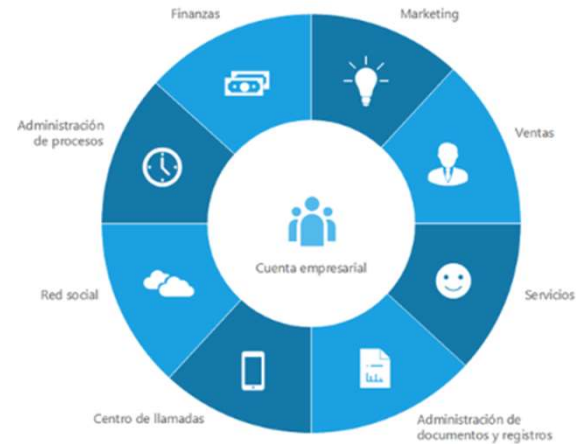 Finanzas
Marketing
Administración
de procesos
Ventas
Cuenta empresarial
Red social
Servicios
Centro de llamadas
Administración de
documentos y registros